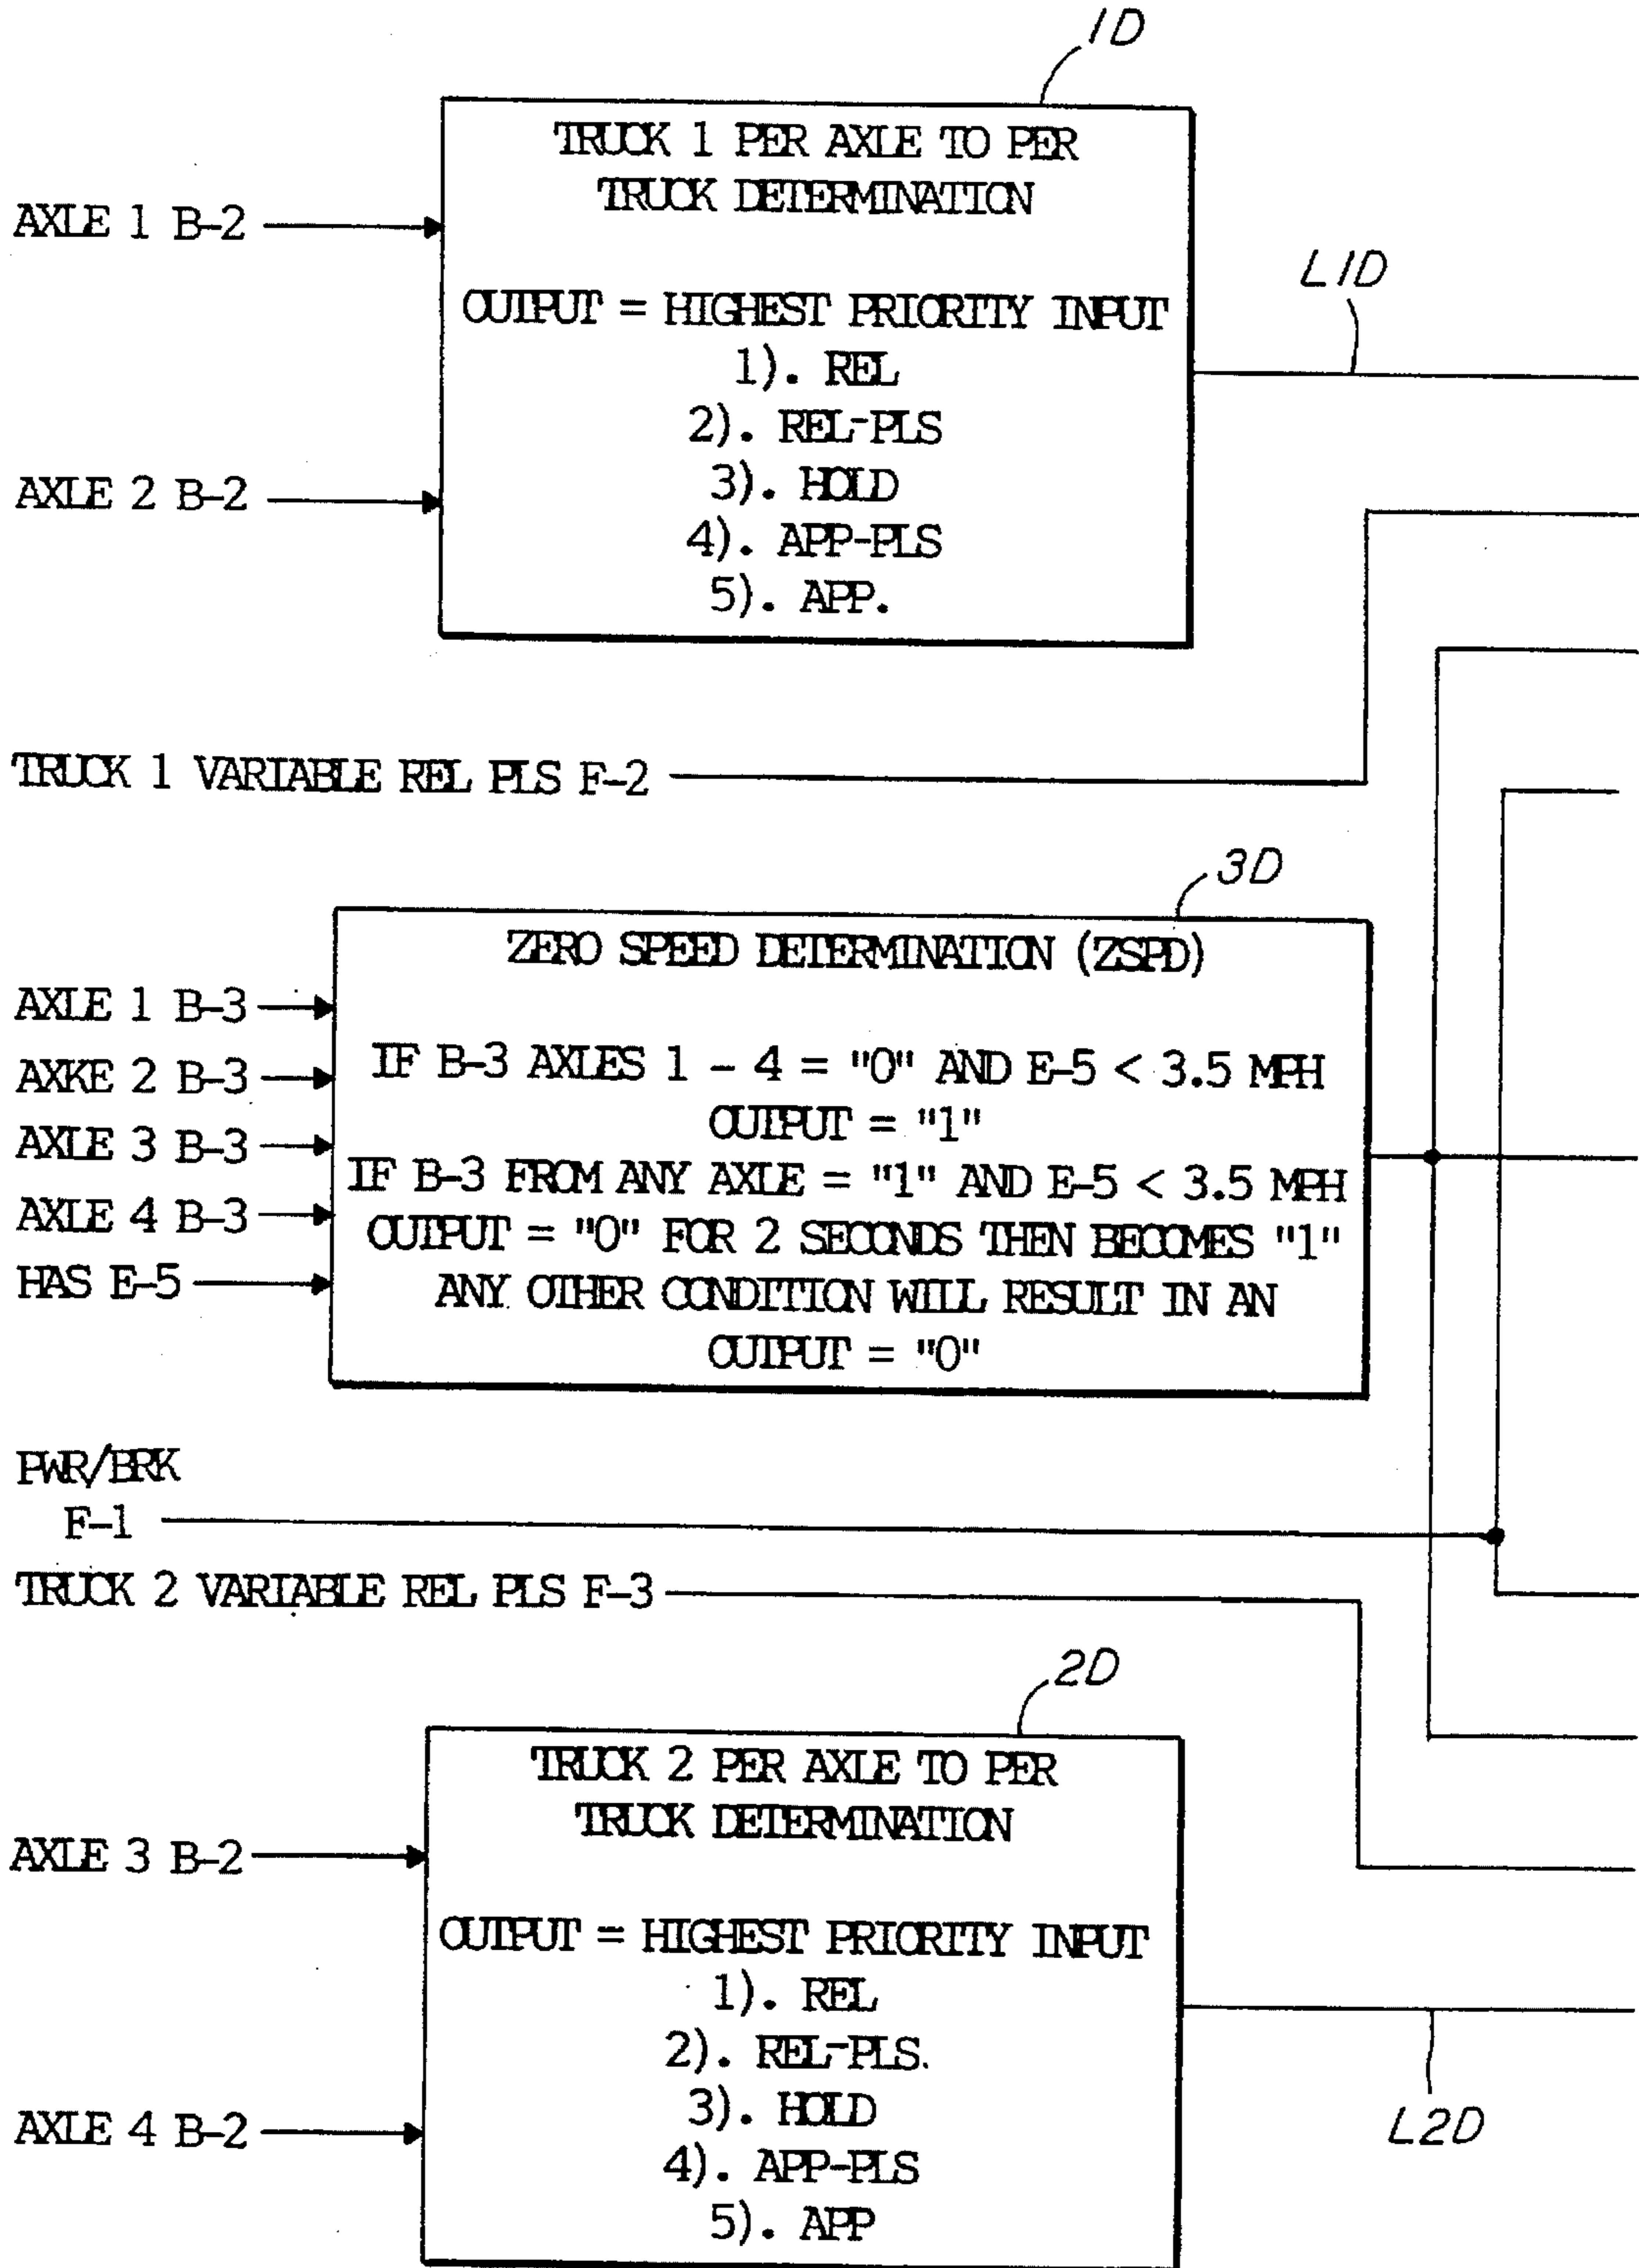 1D
TRUCK 1 PER AXLE TO PER
TRUCK DETERMINATION
AXLE 1 B-2
L1D
OUTPUT = HIGHEST PRIORITY INPUT
1). REL
2). REL-PLS
3). HOLD
AXLE 2 B-2
4). APP-PLS
5). APP.
TRUCK 1 VARIABLE REL PLS F-2
3D
ZERO SPEED DETERMINATION (ZSPD)
AXLE 1 B-3
AXKE 2 B-3
AXLE 3 B-3
AXLE 4 B-3
HAS E-5
IF B-3 AXLES 1 - 4 = "0" AND E-5 < 3.5 MPH
OUTPUT = "1"
IF B-3 FROM ANY AXLE = "1" AND E-5 < 3.5 MPH
OUTPUT = "0" FOR 2 SECONDS THEN BECOMES "1"
ANY OTHER CONDITION WILL RESULT IN AN
OUTPUT = "0"
PWR/BRK
F-1
TRUCK 2 VARIABLE REL PLS F-3
2D
TRUCK 2 PER AXLE TO PER
TRUCK DETERMINATION
AXLE 3 B-2
OUTPUT = HIGHEST PRIORITY INPUT
1). REL
2). REL-PLS.
3). HOLD
AXLE 4 B-2
L2D
4). APP-PLS
5). APP